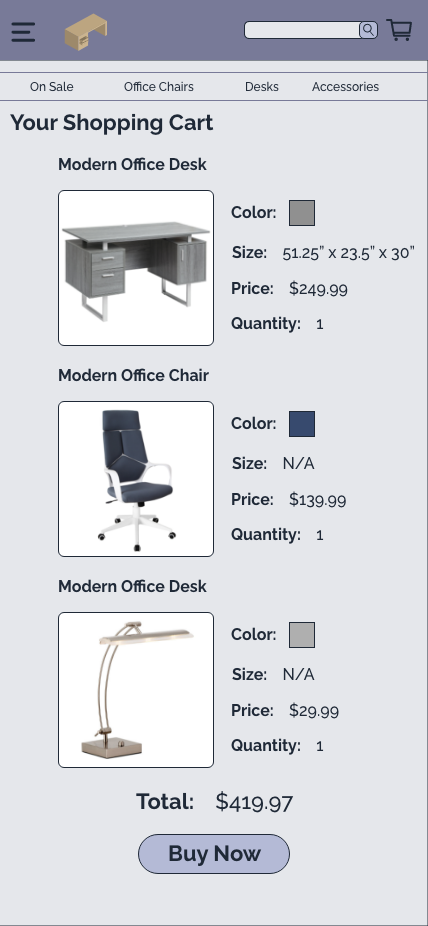 On Sale Office Chairs Desks Accessories
Your Shopping Cart
Modern Office Desk
Color:
Size: 51.25” x 23.5” x 30”
Price: $249.99
Quantity: 1
Modern Office Chair
Color:
Size: N/A
Price: $139.99
Quantity: 1
Modern Office Desk
Color:
Size: N/A
Price: $29.99
Quantity: 1
Total: $419.97
Buy Now